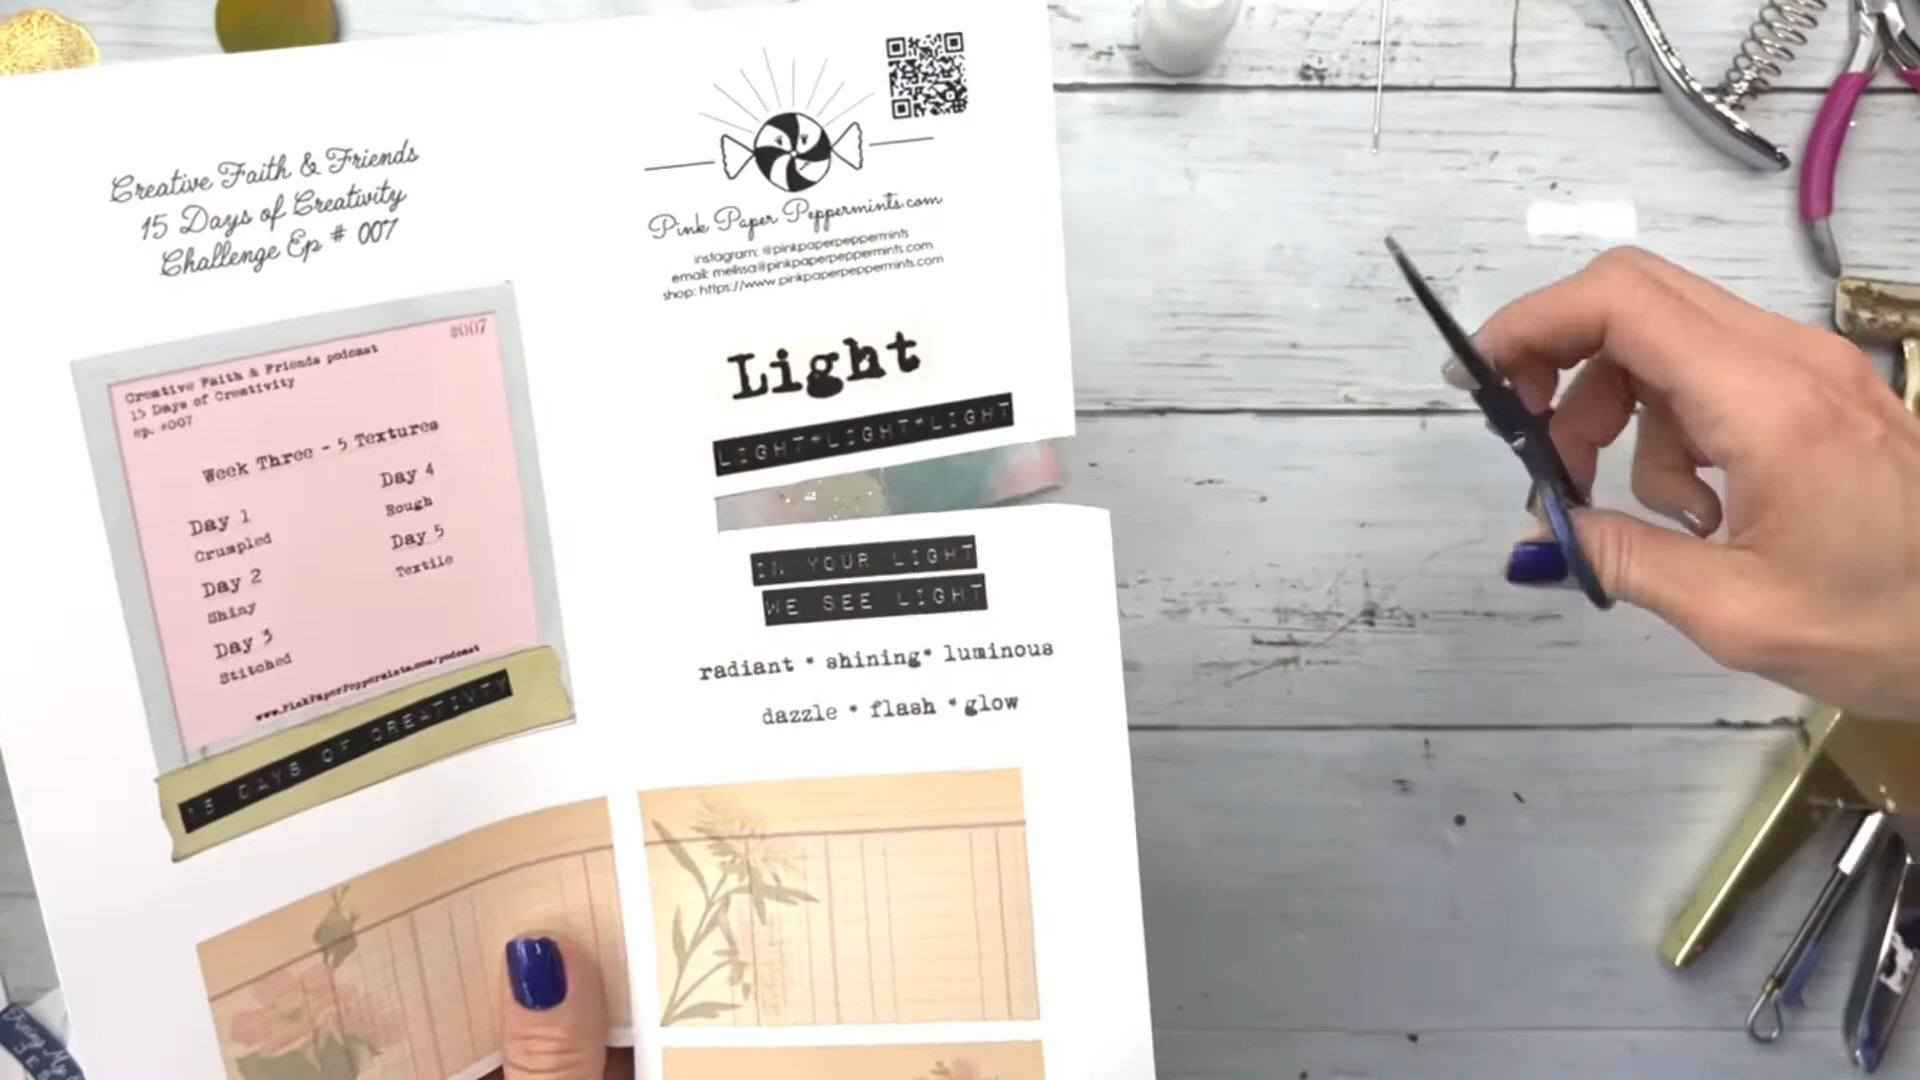 Creative Faith & Friends
15 Days of Creativity
Challenge Ep # 007
#007
Creative Faith & Friends podcast
15 Days of Creativity
ep. #007
Week Three - 5 Textures
Day 1
Crumpled
Day 2
Shiny
Day 3
Stitched
Day 4
Rough
Day 5
Textile
www.PinkPaperPeppermints.com/podcast
15 DAYS OF CREATIVITY
Pink Paper Peppermints.com
instagram: @pinkpaperpeppermints
email: melissa@pinkpaperpeppermints.com
shop: https://www.pinkpaperpeppermints.com
Light
LIGHT*LIGHT*LIGHT
IN YOUR LIGHT
WE SEE LIGHT
radiant * shining* luminous
dazzle * flash * glow